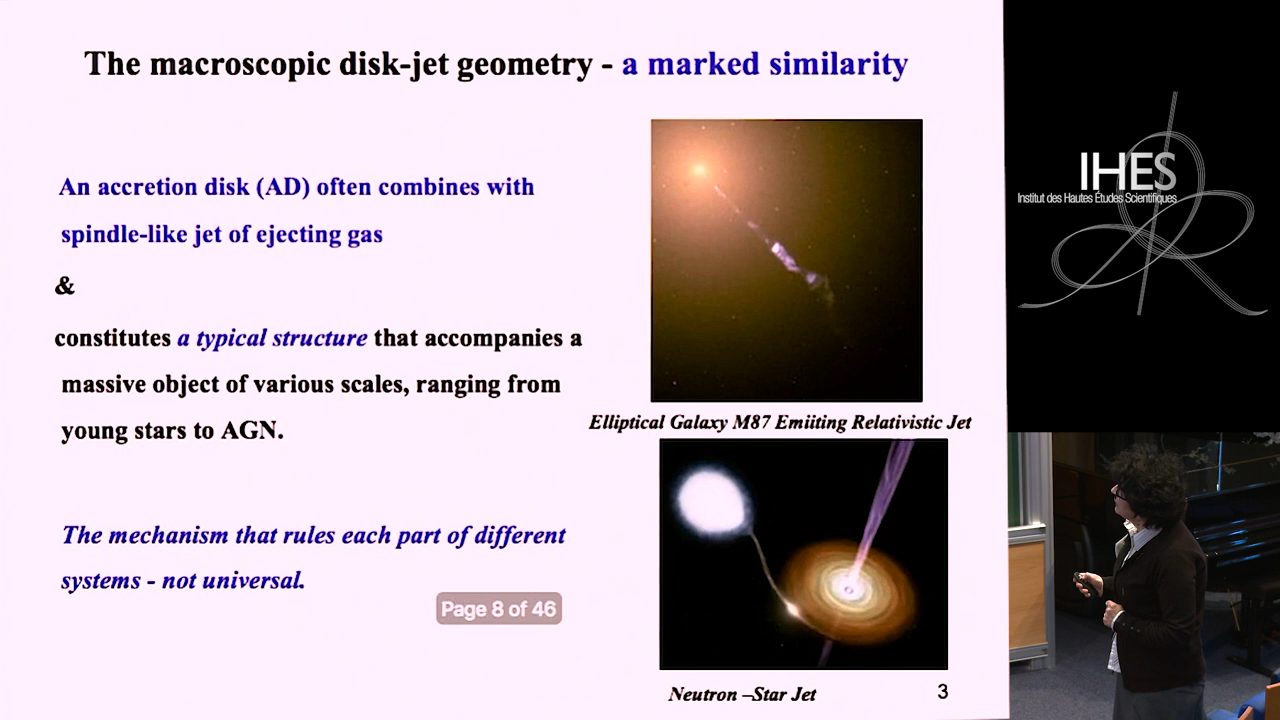 The macroscopic disk-jet geometry - a marked similarity
An accretion disk (AD) often combines with
spindle-like jet of ejecting gas
&
constitutes a typical structure that accompanies a
massive object of various scales, ranging from
young stars to AGN.
The mechanism that rules each part of different
systems - not universal.
Page 8 of 46
Elliptical Galaxy M87 Emiiting Relativistic Jet
Neutron –Star Jet
3
IHES
Institut des Hautes Études Scientifiques